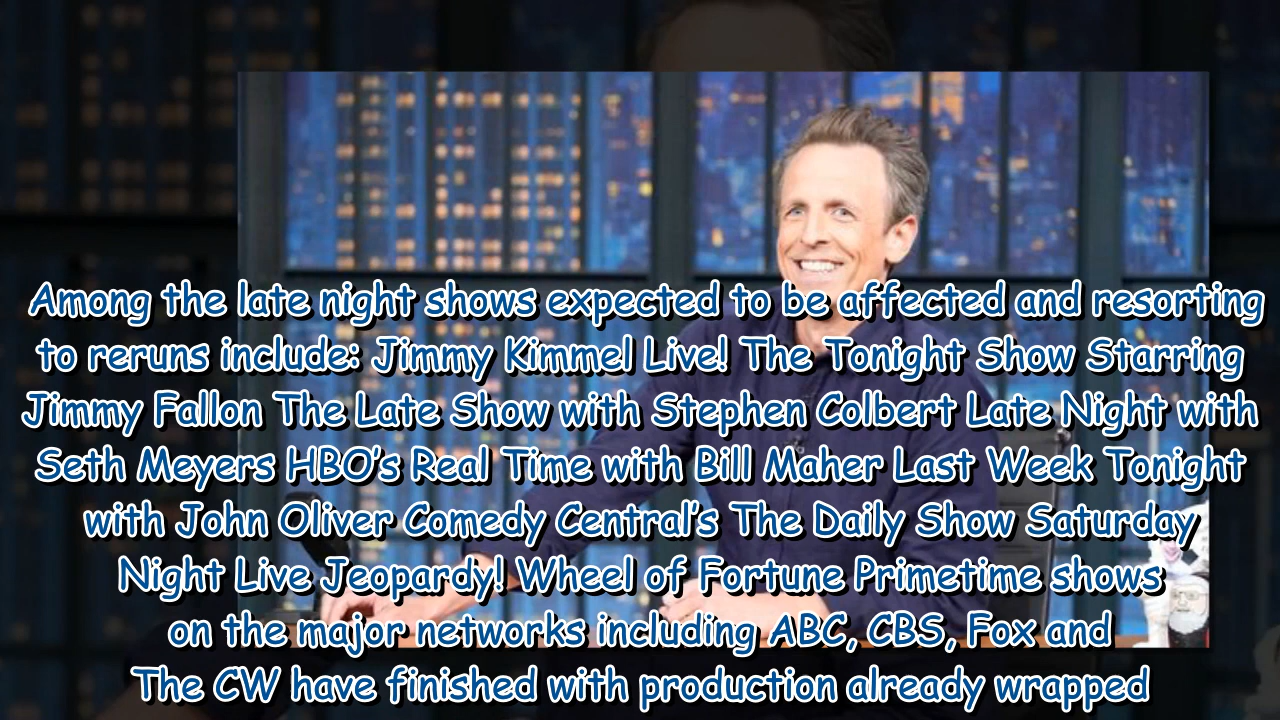 Among the late night shows expected to be affected and resorting
to reruns include: Jimmy Kimmel Live! The Tonight Show Starring
Jimmy Fallon The Late Show with Stephen Colbert Late Night with
Seth Meyers HBO’s Real Time with Bill Maher Last Week Tonight
with John Oliver Comedy Central’s The Daily Show Saturday
Night Live Jeopardy! Wheel of Fortune Primetime shows
on the major networks including ABC, CBS, Fox and
The CW have finished with production already wrapped